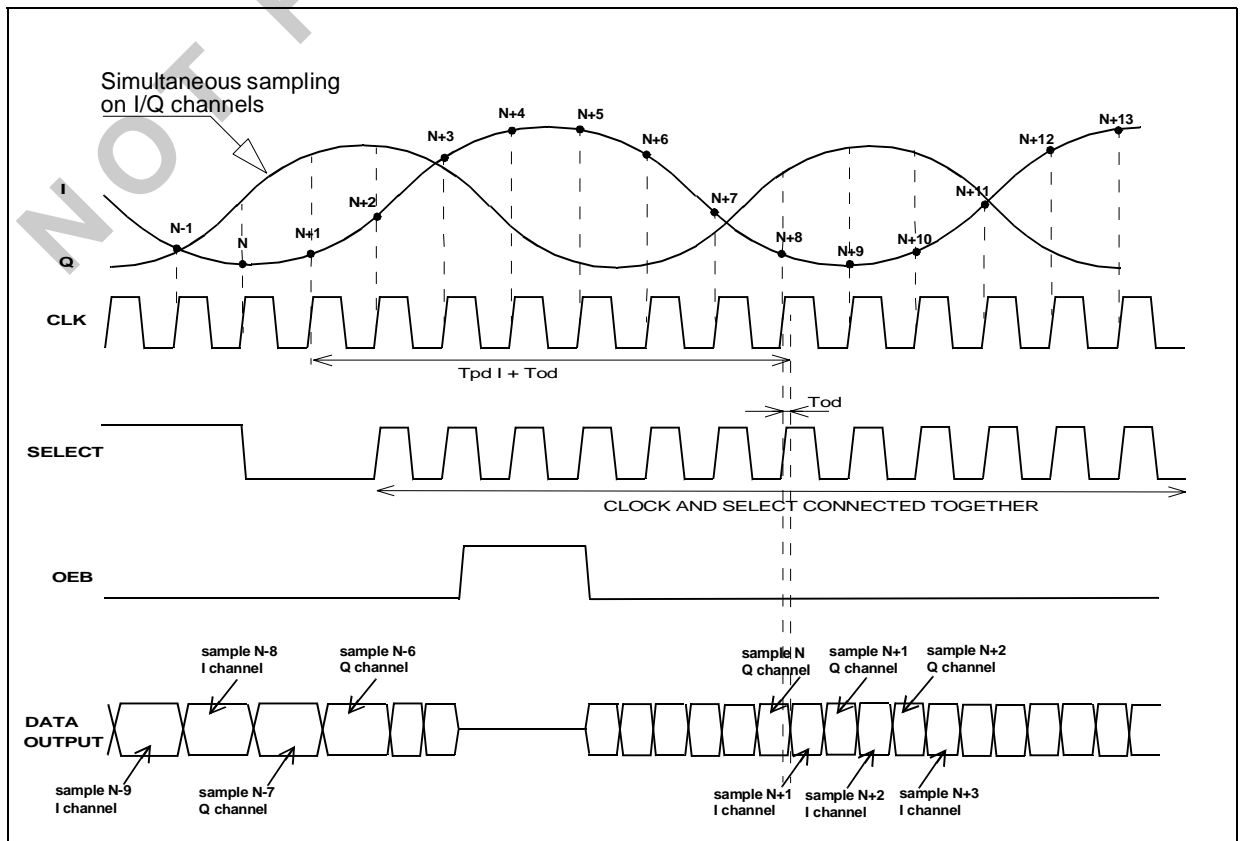 NOT P
Simultaneous sampling
on I/Q channels
I
Q
N-1
N
N+1
N+2
N+3
N+4
N+5
N+6
N+7
N+8
N+9
N+10
N+11
N+12
N+13
CLK
Tpd I + Tod
Tod
SELECT
CLOCK AND SELECT CONNECTED TOGETHER
OEB
sample N-8
I channel
sample N-6
Q channel
sample N
Q channel
sample N+1
Q channel
sample N+2
Q channel
DATA
OUTPUT
sample N-9
I channel
sample N-7
Q channel
sample N+1
I channel
sample N+2
I channel
sample N+3
I channel